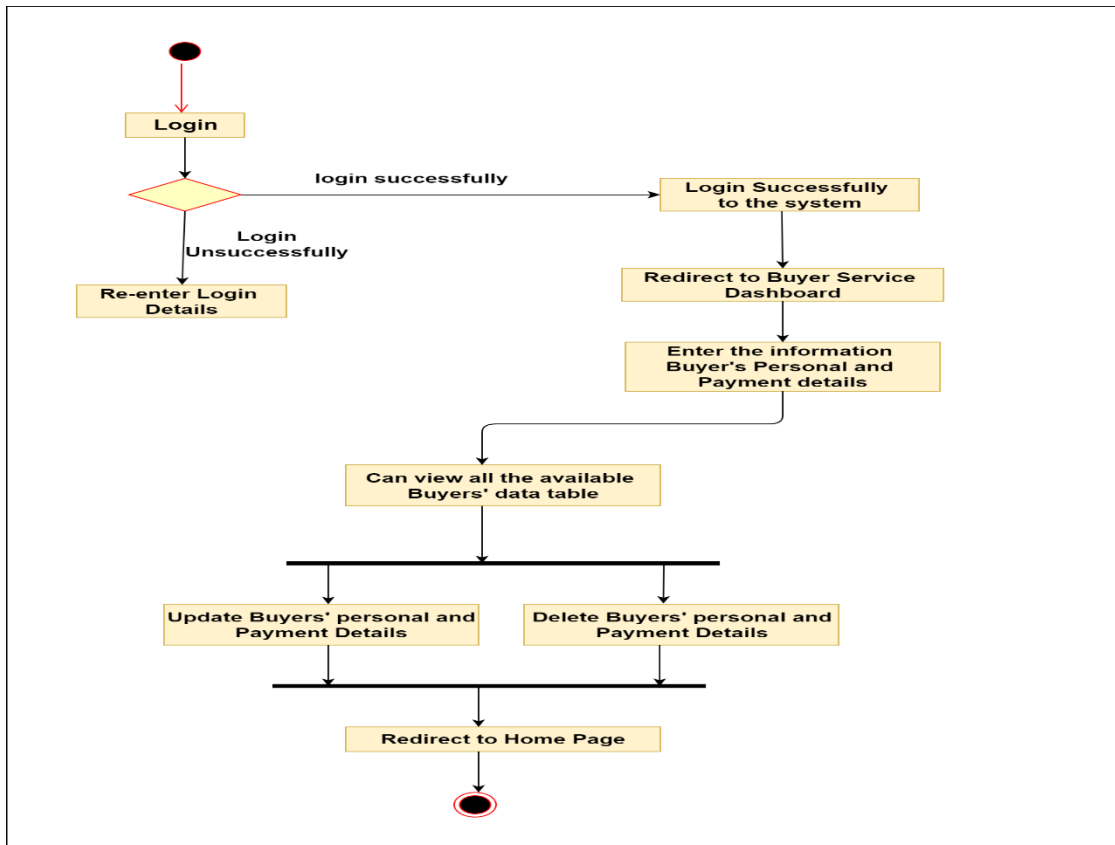 Login
login successfully
Login Successfully
to the system
Login
Unsuccessfully
Re-enter Login
Details
Redirect to Buyer Service
Dashboard
Enter the information
Buyer's Personal and
Payment details
Can view all the available
Buyers' data table
Update Buyers' personal and
Payment Details
Delete Buyers' personal and
Payment Details
Redirect to Home Page